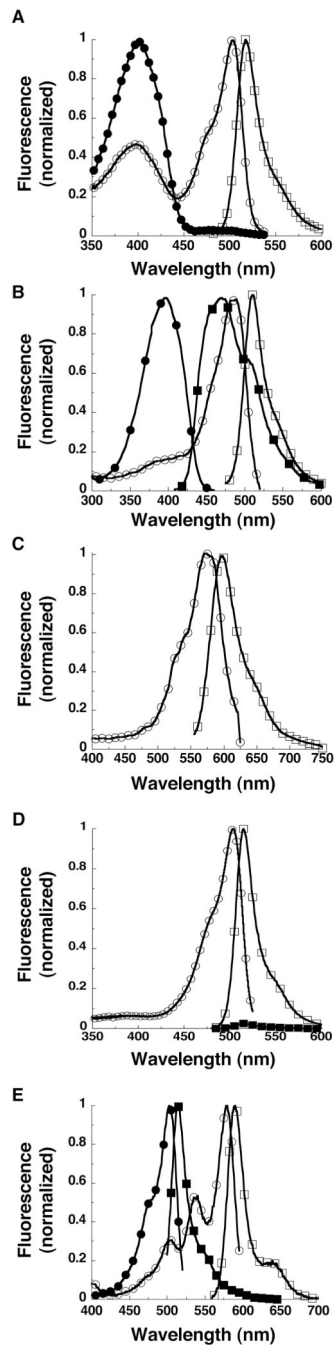 A
Fluorescence
(normalized)
1
0.8
0.6
0.4
0.2
0
350 400 450 500 550 600
Wavelength (nm)
B
Fluorescence
(normalized)
1
0.8
0.6
0.4
0.2
0
300 350 400 450 500 550 600
Wavelength (nm)
C
Fluorescence
(normalized)
1
0.8
0.6
0.4
0.2
0
400 450 500 550 600 650 700 750
Wavelength (nm)
D
Fluorescence
(normalized)
1
0.8
0.6
0.4
0.2
0
350 400 450 500 550 600
Wavelength (nm)
E
Fluorescence
(normalized)
1
0.8
0.6
0.4
0.2
0
400 450 500 550 600 650 700
Wavelength (nm)